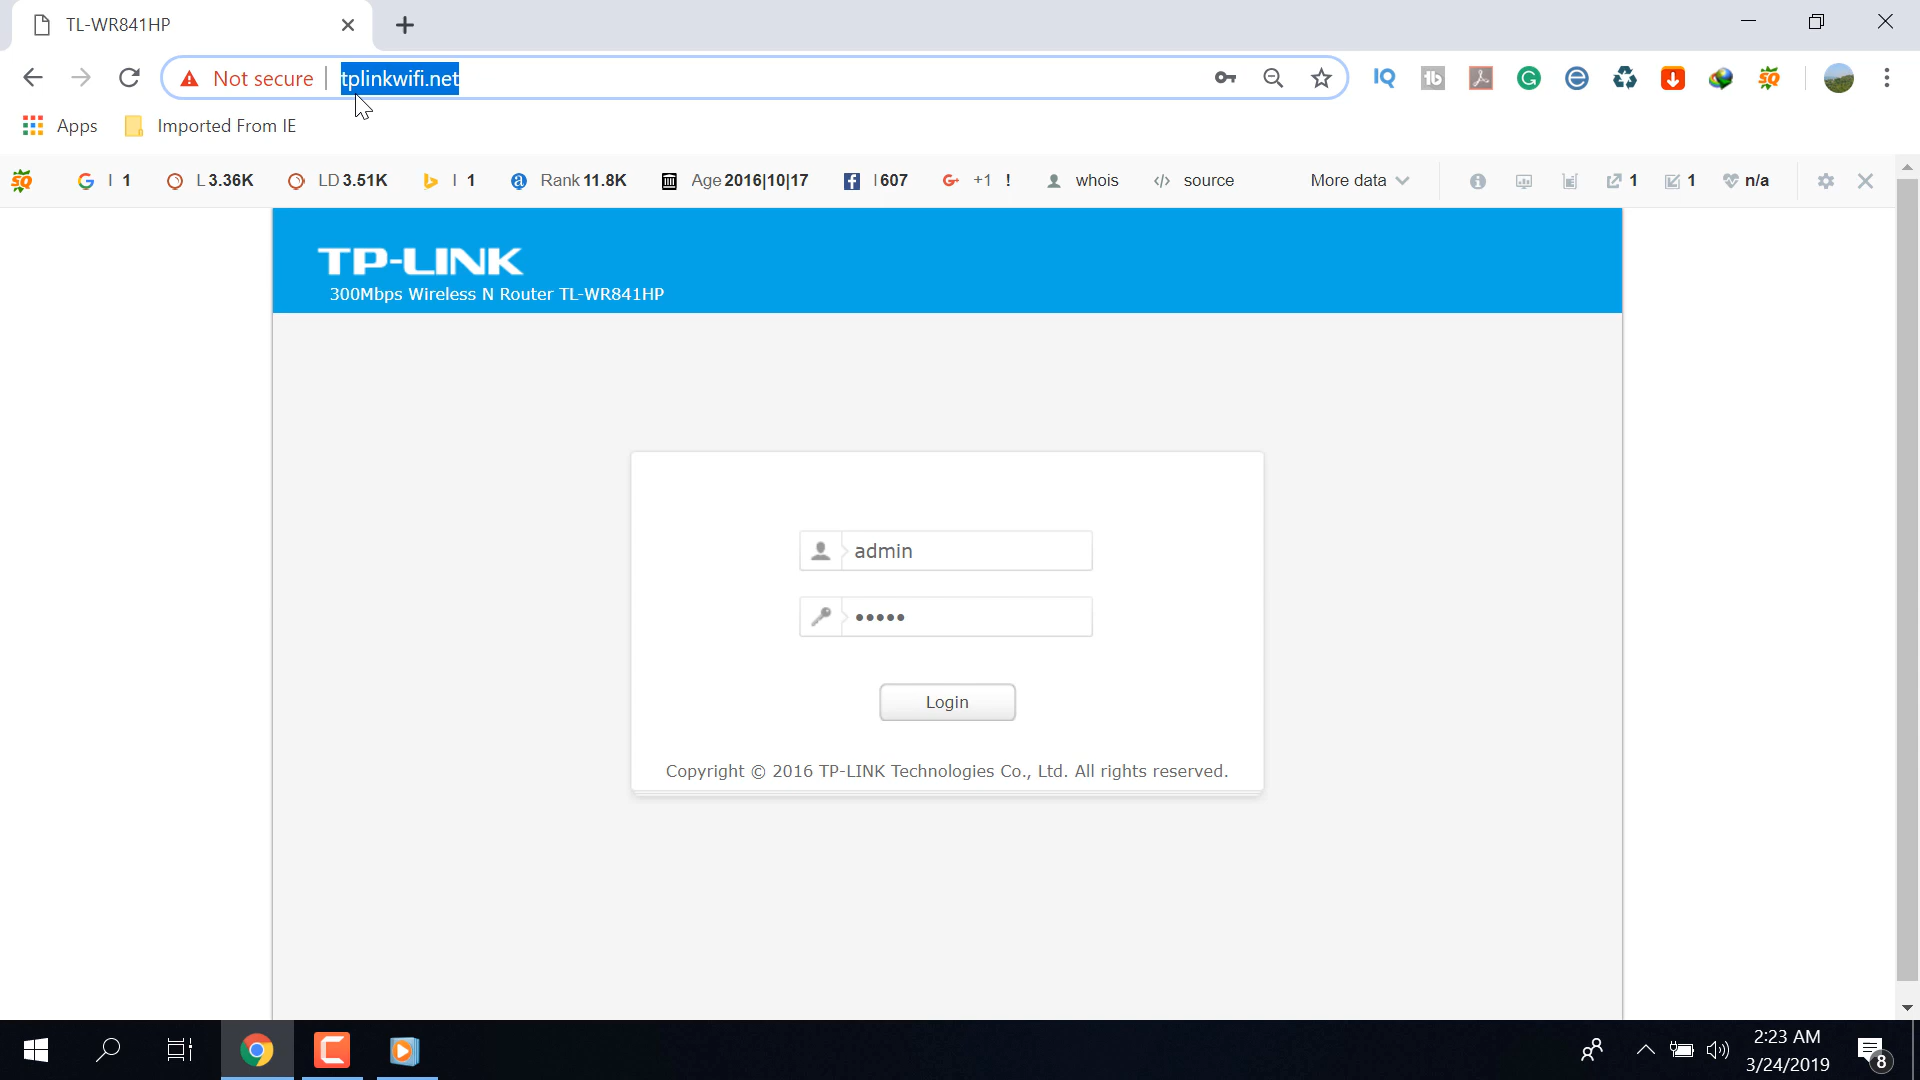 TL-WR841HP
Not secure | tplinkwifi.net
Apps Imported From IE
SQ I 1 L 3.36K LD 3.51K I 1 Rank 11.8K Age 2016|10|17 I 607 +1 ! whois source More data 1 1 n/a
TP-LINK
300Mbps Wireless N Router TL-WR841HP
admin
•••••
Login
Copyright © 2016 TP-LINK Technologies Co., Ltd. All rights reserved.
2:23 AM
3/24/2019
8